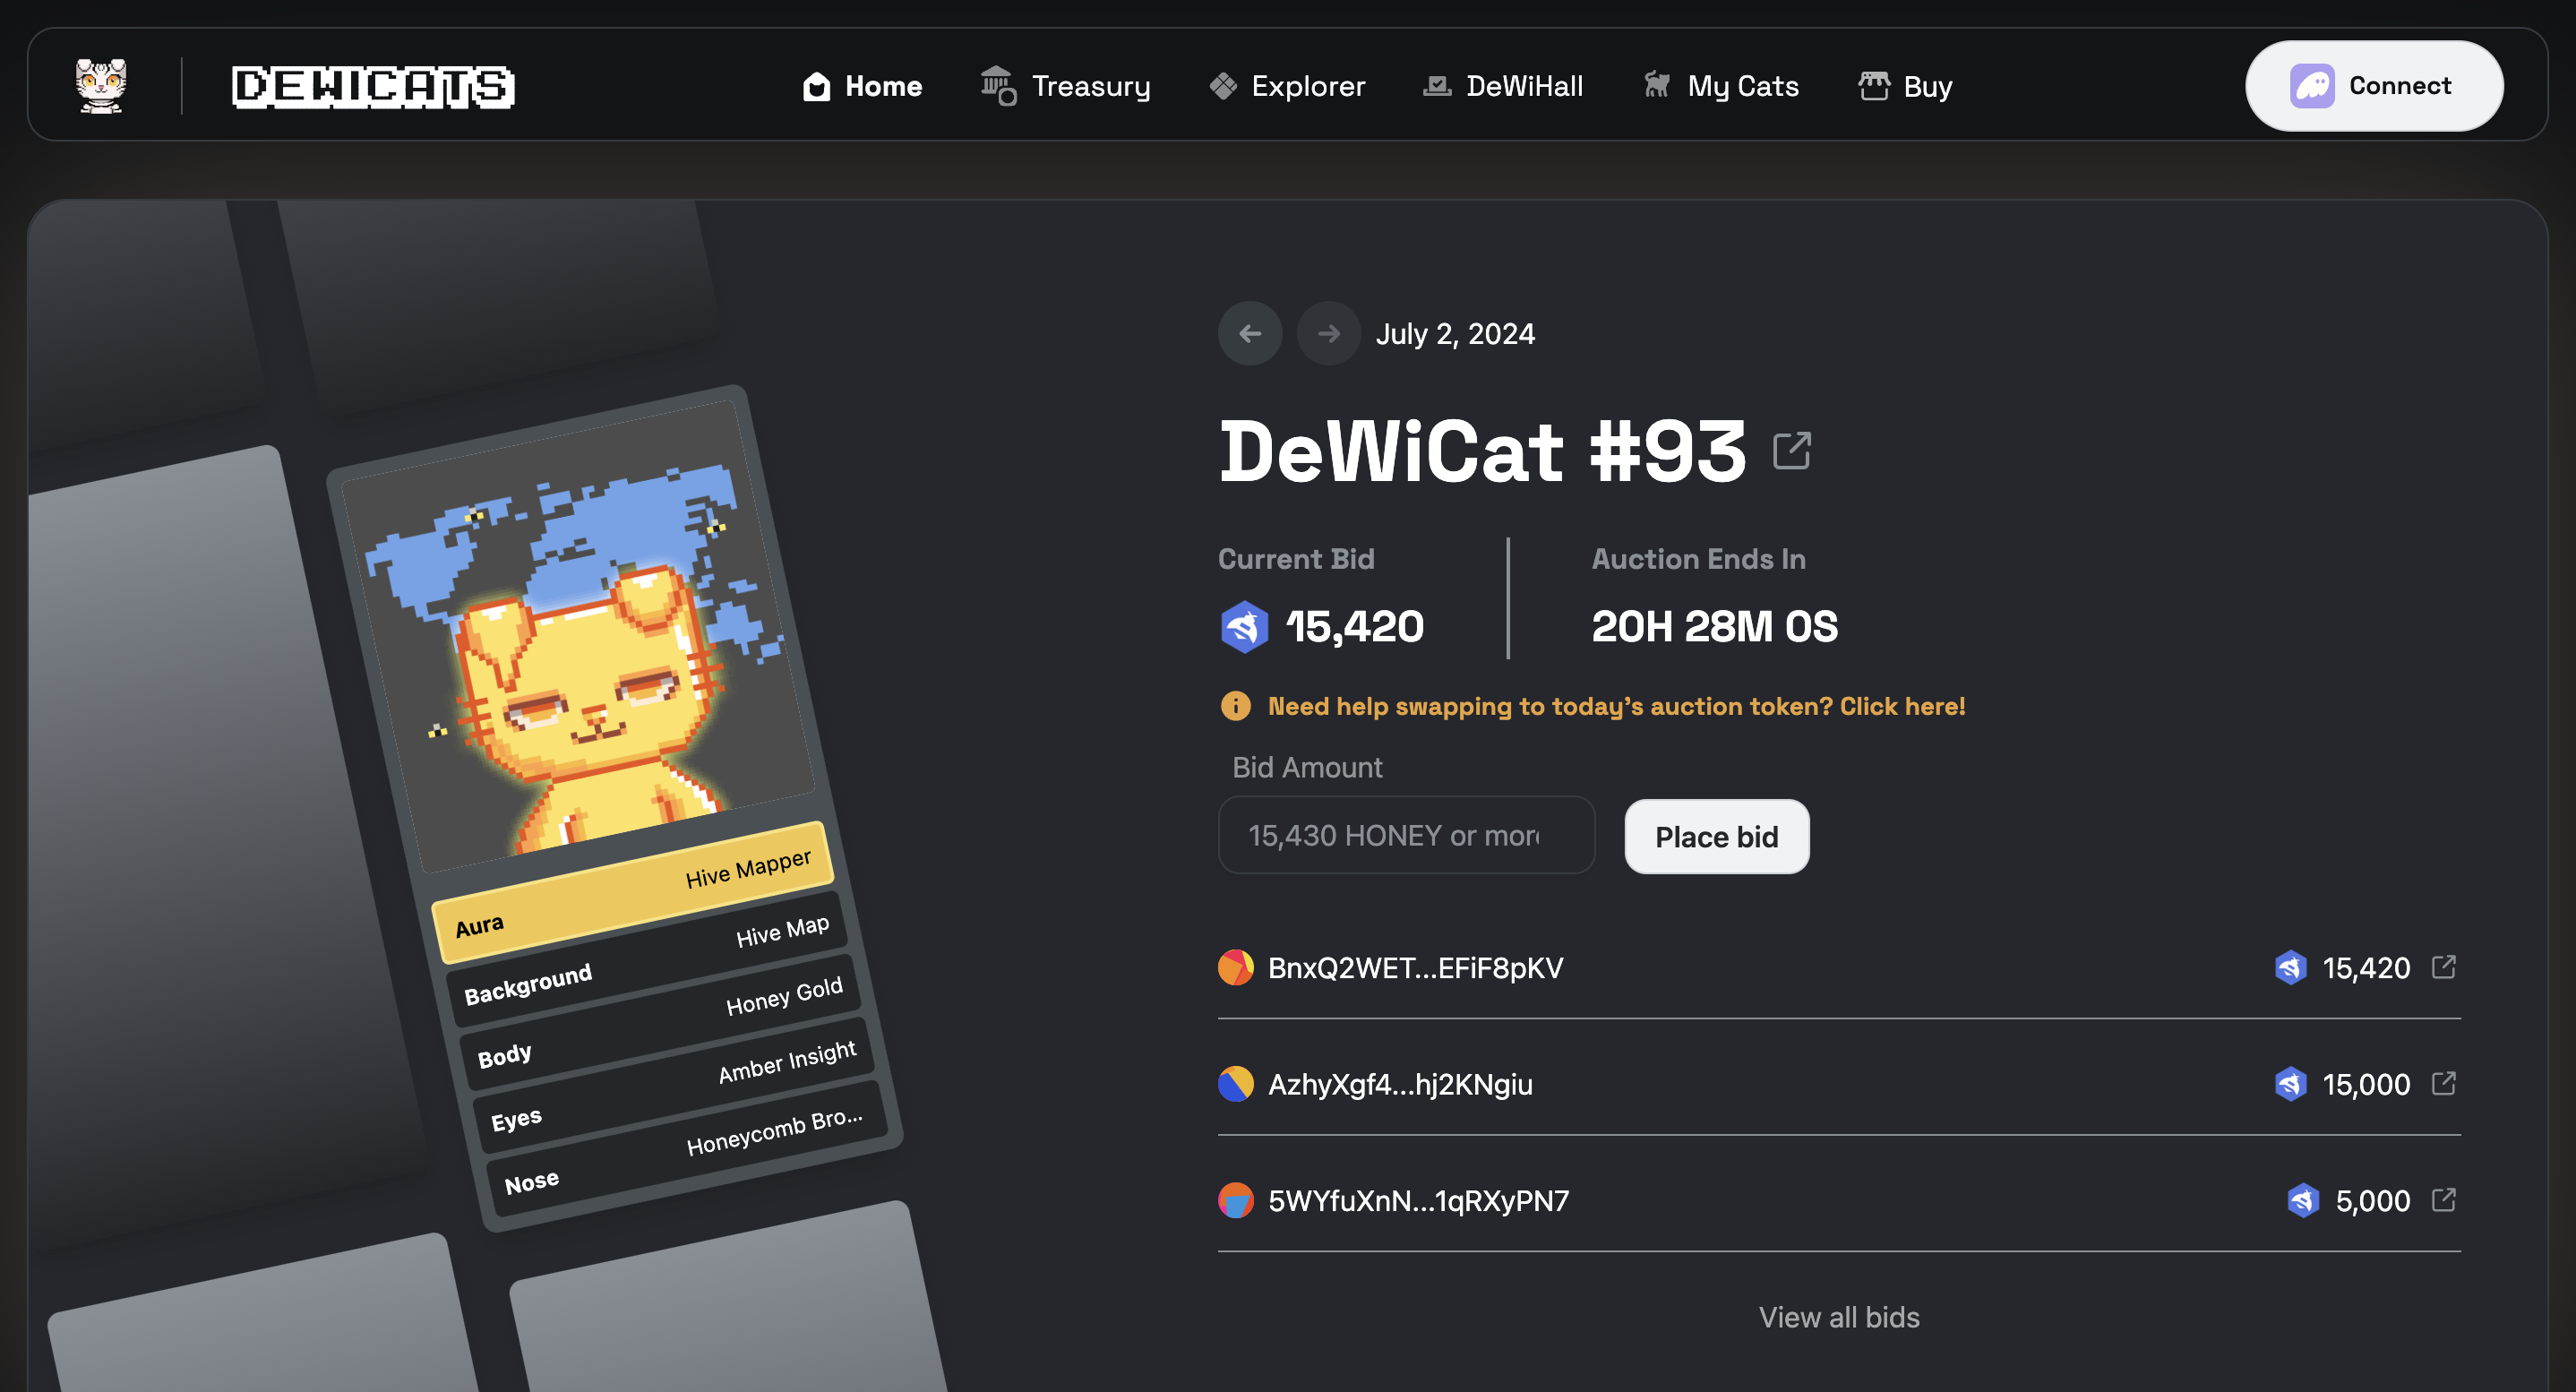 DEWICATS
Home
Treasury
Explorer
DeWiHall
My Cats
Buy
Connect
Hive Mapper
Aura
Hive Map
Background
Honey Gold
Body
Amber Insight
Eyes
Honeycomb Bro...
Nose
July 2, 2024
DeWiCat #93
Current Bid
15,420
Auction Ends In
20H 28M 0S
Need help swapping to today's auction token? Click here!
Bid Amount
15,430 HONEY or more
Place bid
BnxQ2WET...EFiF8pKV
15,420
AzhyXgf4...hj2KNgiu
15,000
5WYfuXnN...1qRXyPN7
5,000
View all bids